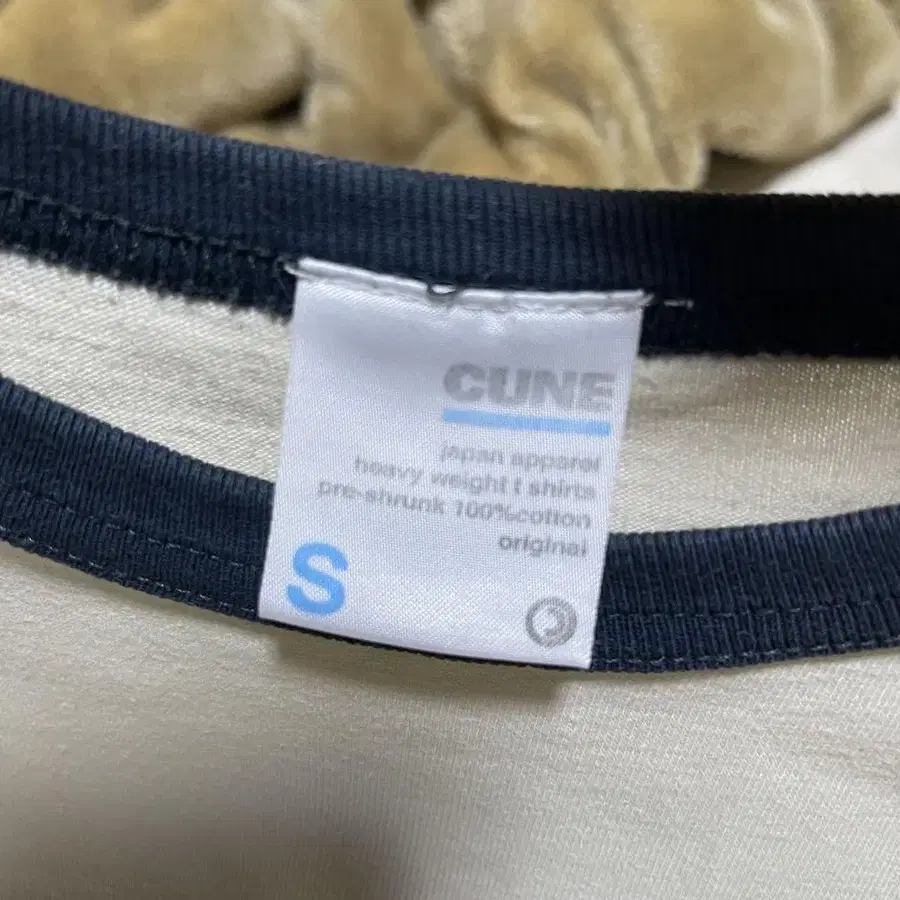 CUNE
japan apparel
heavy weight t shirts
pre-shrunk 100%cotton
original
S